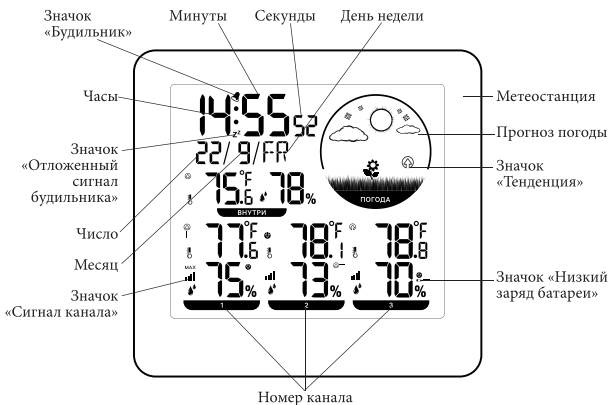 Значок
«Будильник»
Минуты
Секунды
День недели
Часы
14:55 52
Метеостанция
Прогноз погоды
Значок
«Отложенный
сигнал
будильника»
zz
22/ 9/FR
Значок
«Тенденция»
75.6 °F 78%
ПОГОДА
ВНУТРИ
Число
77.6 °F
78.1 °F
78.8 °F
Месяц
MAX
75%
73%
70%
Значок
«Сигнал канала»
Значок «Низкий
заряд батареи»
1
2
3
Номер канала